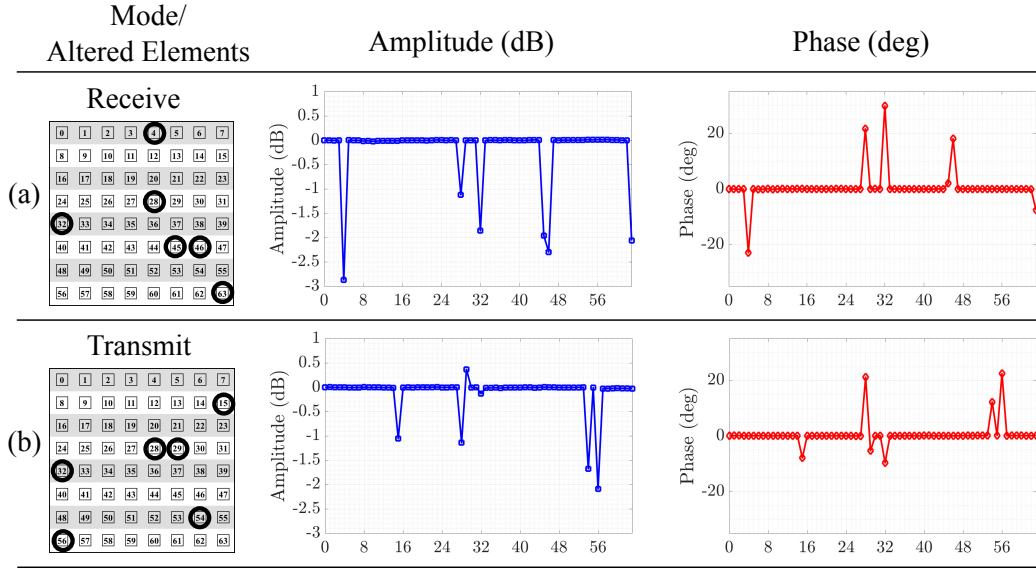 Mode/
Altered Elements
Amplitude (dB)
Phase (deg)
Receive
(a)
0 1 2 3 4 5 6 7
8 9 10 11 12 13 14 15
16 17 18 19 20 21 22 23
24 25 26 27 28 29 30 31
32 33 34 35 36 37 38 39
40 41 42 43 44 45 46 47
48 49 50 51 52 53 54 55
56 57 58 59 60 61 62 63
Amplitude (dB)
1
0
-0.5
-1
-1.5
-2
-2.5
-3
0 8 16 24 32 40 48 56
Phase (deg)
20
0
-20
0 8 16 24 32 40 48 56
Transmit
(b)
0 1 2 3 4 5 6 7
8 9 10 11 12 13 14 15
16 17 18 19 20 21 22 23
24 25 26 27 28 29 30 31
32 33 34 35 36 37 38 39
40 41 42 43 44 45 46 47
48 49 50 51 52 53 54 55
56 57 58 59 60 61 62 63
Amplitude (dB)
1
0
-0.5
-1
-1.5
-2
-2.5
-3
0 8 16 24 32 40 48 56
Phase (deg)
20
0
-20
0 8 16 24 32 40 48 56